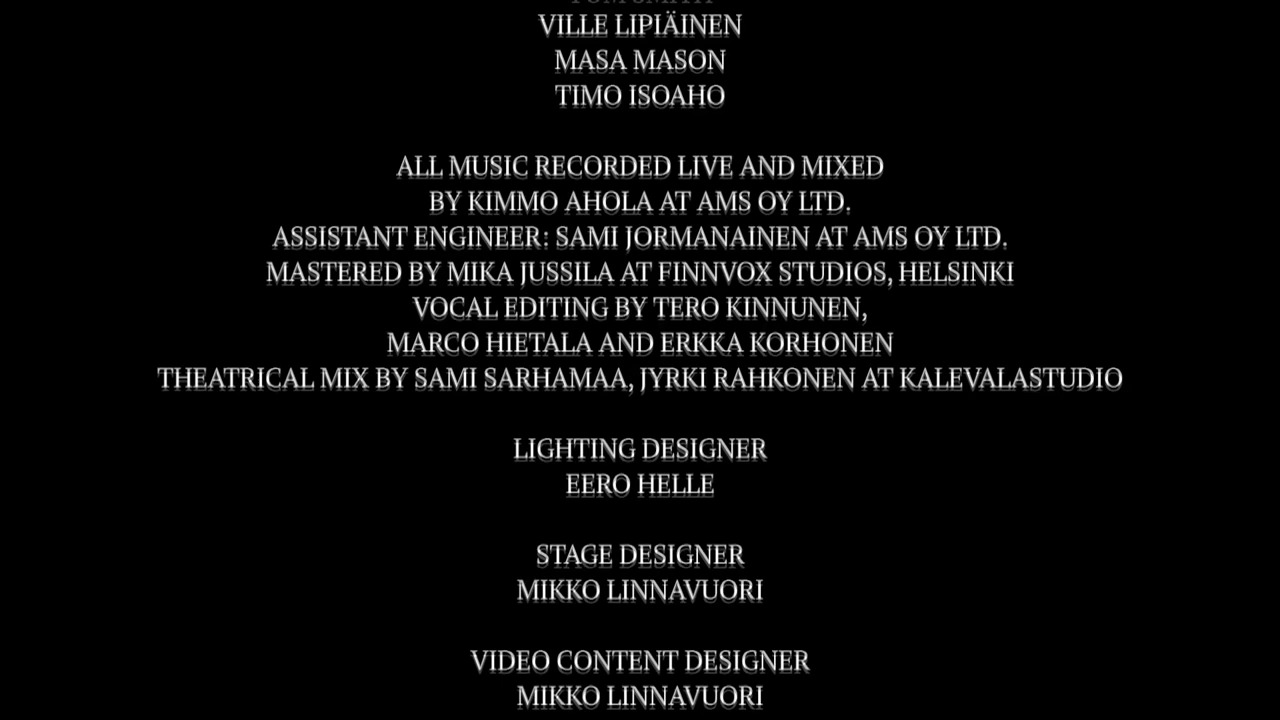 VILLE LIPIÄINEN
MASA MASON
TIMO ISOAHO
ALL MUSIC RECORDED LIVE AND MIXED
BY KIMMO AHOLA AT AMS OY LTD.
ASSISTANT ENGINEER: SAMI JORMANAINEN AT AMS OY LTD.
MASTERED BY MIKA JUSSILA AT FINNVOX STUDIOS, HELSINKI
VOCAL EDITING BY TERO KINNUNEN,
MARCO HIETALA AND ERKKA KORHONEN
THEATRICAL MIX BY SAMI SARHAMAA, JYRKI RAHKONEN AT KALEVALASTUDIO
LIGHTING DESIGNER
EERO HELLE
STAGE DESIGNER
MIKKO LINNAVUORI
VIDEO CONTENT DESIGNER
MIKKO LINNAVUORI